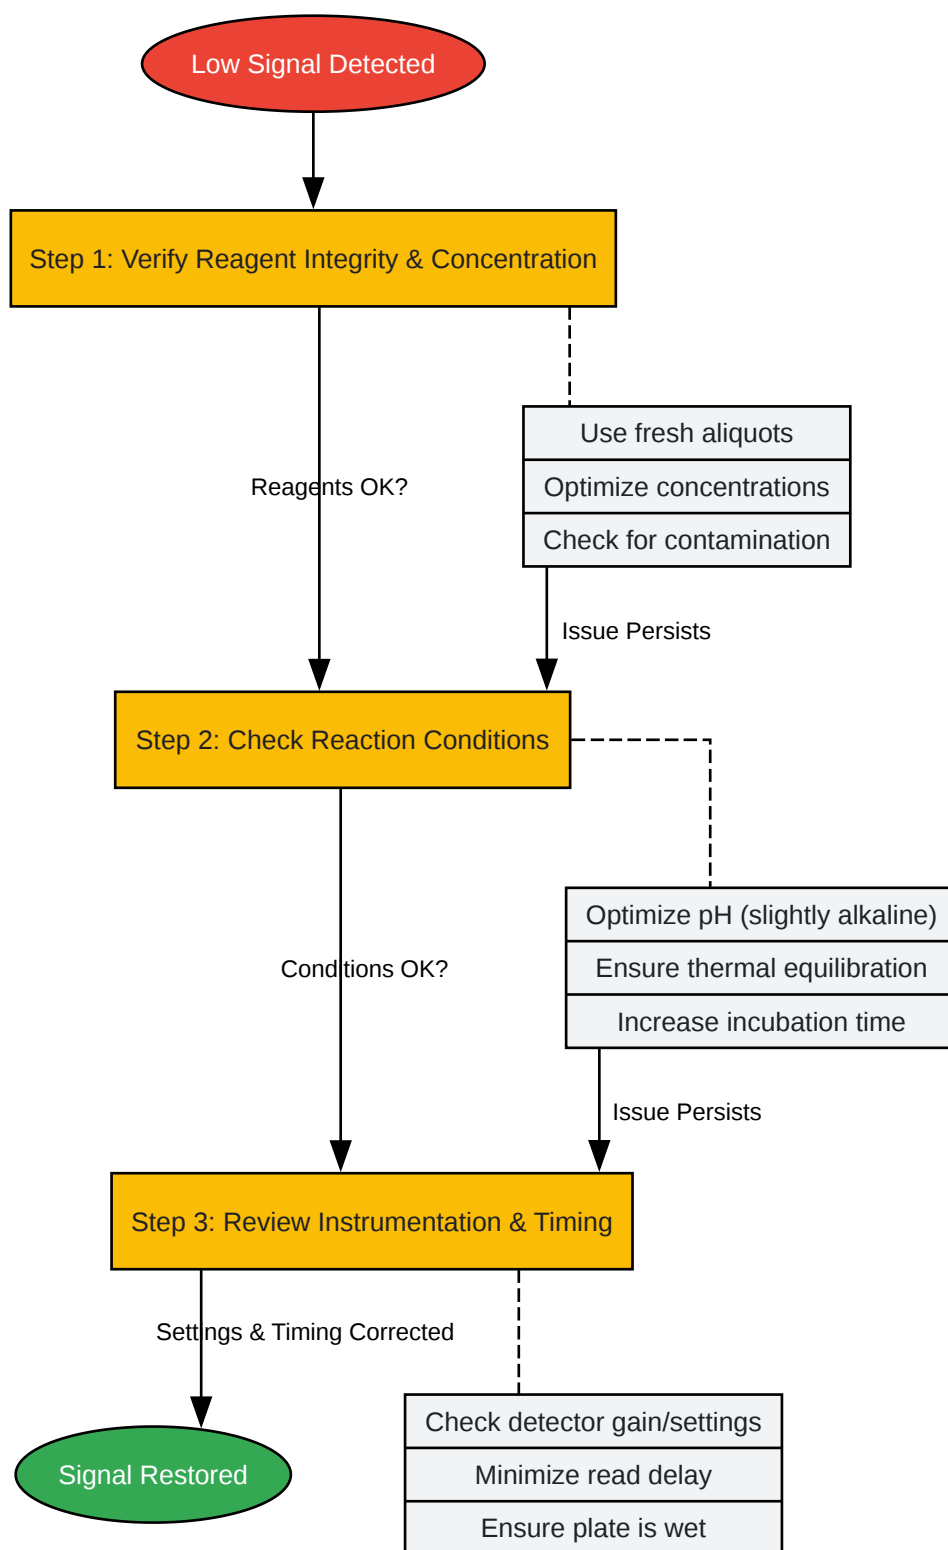 Low Signal Detected
Step 1: Verify Reagent Integrity & Concentration
Use fresh aliquots
Optimize concentrations
Check for contamination
Reagents OK?
Issue Persists
Step 2: Check Reaction Conditions
Optimize pH (slightly alkaline)
Ensure thermal equilibration
Increase incubation time
Conditions OK?
Issue Persists
Step 3: Review Instrumentation & Timing
Settings & Timing Corrected
Check detector gain/settings
Minimize read delay
Ensure plate is wet
Signal Restored